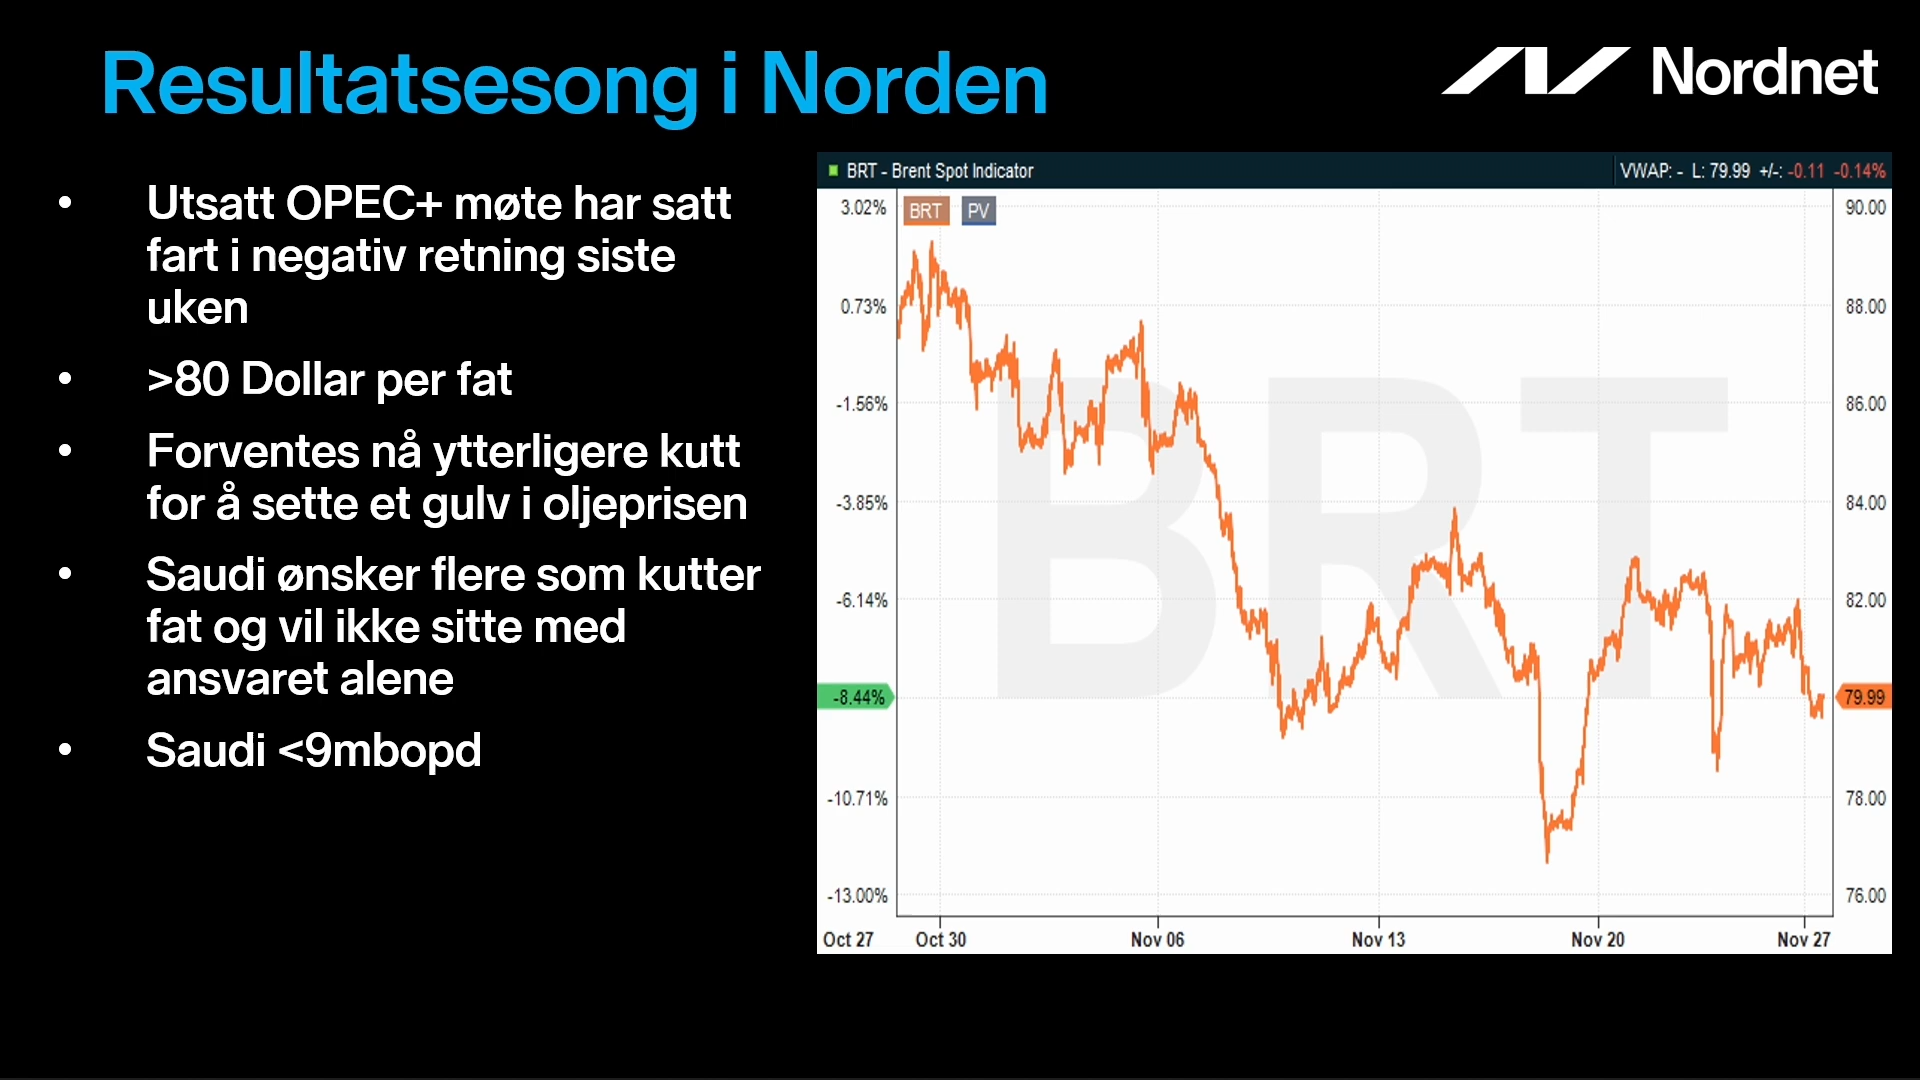 Resultatsesong i Norden
Nordnet
• Utsatt OPEC+ møte har satt
fart i negativ retning siste
uken
• >80 Dollar per fat
• Forventes nå ytterligere kutt
for å sette et gulv i oljeprisen
• Saudi ønsker flere som kutter
fat og vil ikke sitte med
ansvaret alene
• Saudi <9mbopd
BRT - Brent Spot Indicator
VWAP: - L: 79.99 +/-: -0.11 -0.14%
BRT PV
BRT
3.02%
0.73%
-1.56%
-3.85%
-6.14%
-8.44%
-10.71%
-13.00%
90.00
88.00
86.00
84.00
82.00
79.99
78.00
76.00
Oct 27 Oct 30 Nov 06 Nov 13 Nov 20 Nov 27